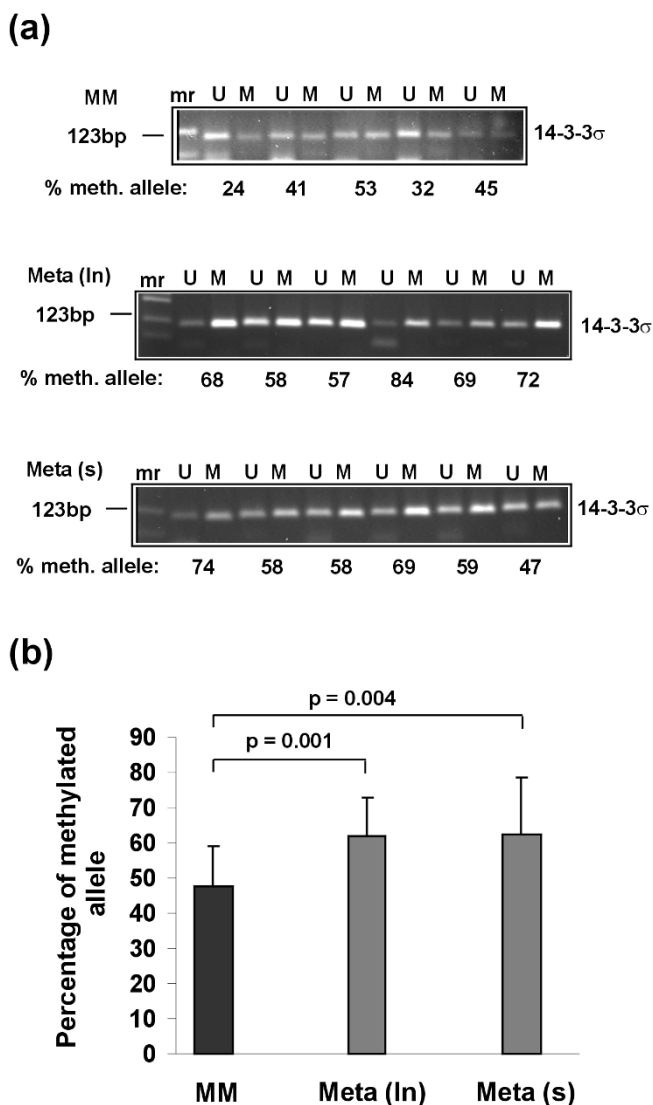 (a)
MM mr U M U M U M U M U M
123bp 14-3-3σ
% meth. allele: 24 41 53 32 45
Meta (ln) mr U M U M U M U M U M U M
123bp 14-3-3σ
% meth. allele: 68 58 57 84 69 72
Meta (s) mr U M U M U M U M U M U M
123bp 14-3-3σ
% meth. allele: 74 58 58 69 59 47
(b)
p = 0.004
p = 0.001
Percentage of methylated
allele
90
80
70
60
50
40
30
20
10
0
MM Meta (ln) Meta (s)